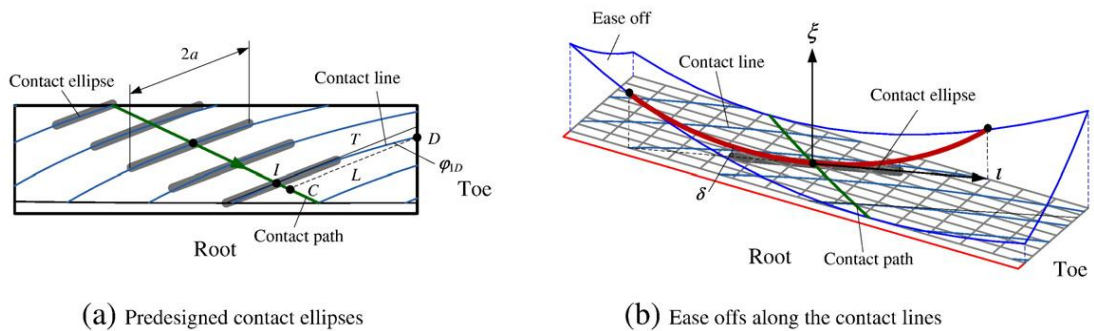 2a
Contact ellipse
Contact line
T
D
I
L
φ1D
C
Toe
Contact path
Root
(a) Predesigned contact ellipses
Ease off
ξ
Contact line
Contact ellipse
δ
ι
Root
Contact path
Toe
(b) Ease offs along the contact lines